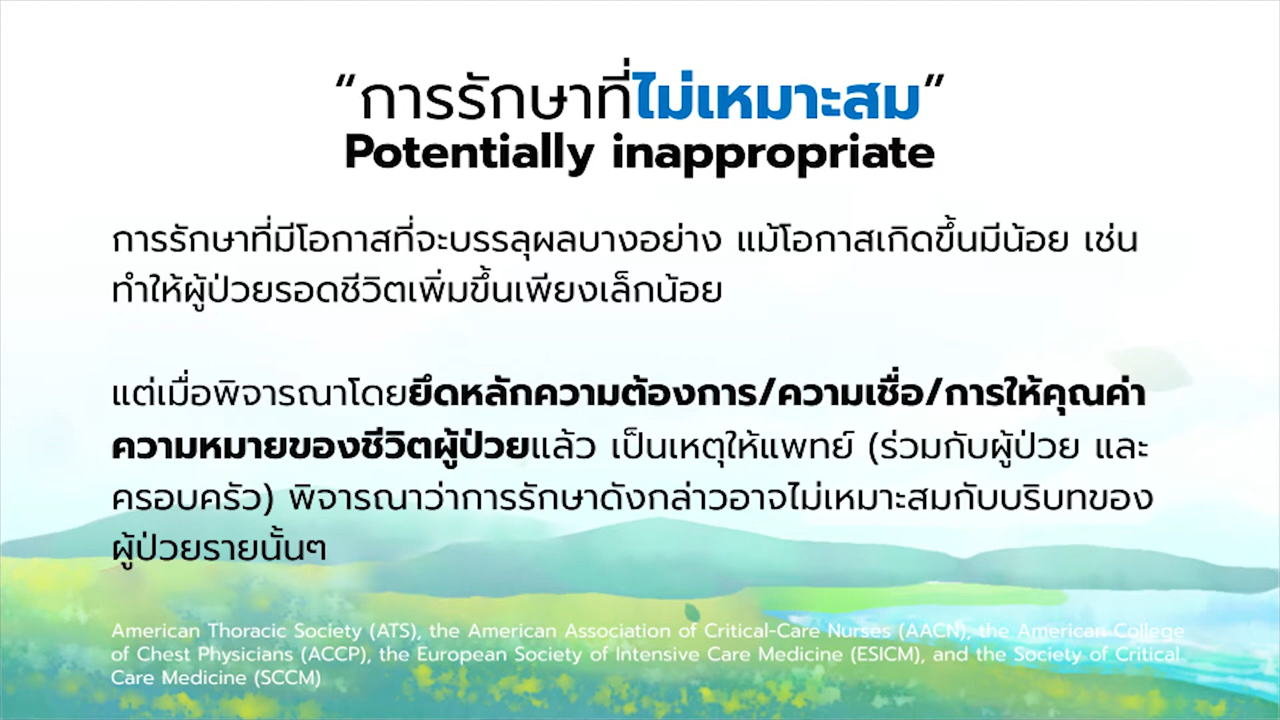 “การรักษาที่ไม่เหมาะสม”
Potentially inappropriate
การรักษาที่มีโอกาสที่จะบรรลุผลบางอย่าง แม้โอกาสเกิดขึ้นมีน้อย เช่น
ทำให้ผู้ป่วยรอดชีวิตเพิ่มขึ้นเพียงเล็กน้อย
แต่เมื่อพิจารณาโดยยึดหลักความต้องการ/ความเชื่อ/การให้คุณค่า
ความหมายของชีวิตผู้ป่วยแล้ว เป็นเหตุให้แพทย์ (ร่วมกับผู้ป่วย และ
ครอบครัว) พิจารณาว่าการรักษาดังกล่าวอาจไม่เหมาะสมกับบริบทของ
ผู้ป่วยรายนั้นๆ
American Thoracic Society (ATS), the American Association of Critical-Care Nurses (AACN), the American College
of Chest Physicians (ACCP), the European Society of Intensive Care Medicine (ESICM), and the Society of Critical
Care Medicine (SCCM)